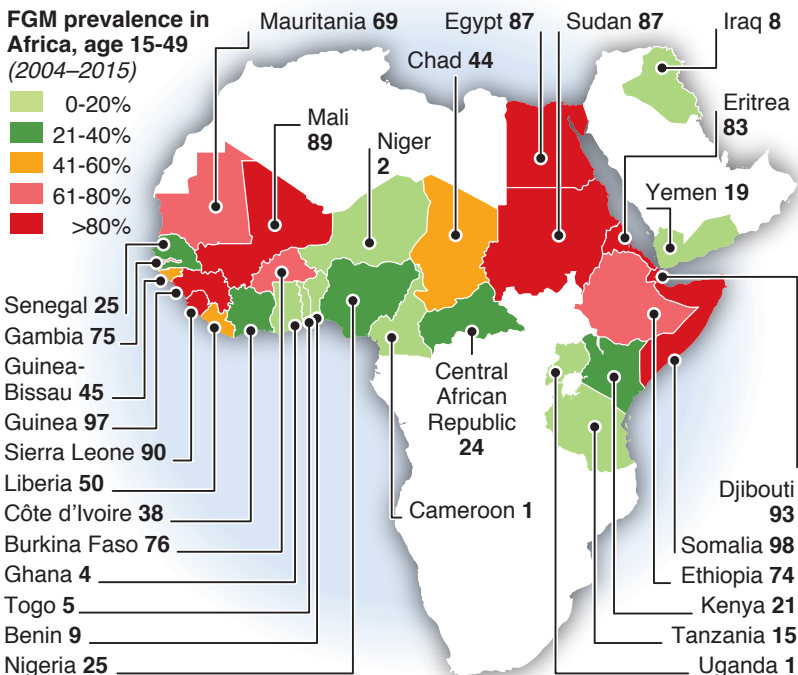 FGM prevalence in
Africa, age 15-49
(2004–2015)
0-20%
21-40%
41-60%
61-80%
>80%
Mauritania 69
Egypt 87
Sudan 87
Iraq 8
Chad 44
Mali
89
Niger
2
Eritrea
83
Yemen 19
Senegal 25
Gambia 75
Guinea-
Bissau 45
Guinea 97
Sierra Leone 90
Liberia 50
Côte d'Ivoire 38
Burkina Faso 76
Ghana 4
Togo 5
Benin 9
Nigeria 25
Central
African
Republic
24
Cameroon 1
Djibouti
93
Somalia 98
Ethiopia 74
Kenya 21
Tanzania 15
Uganda 1